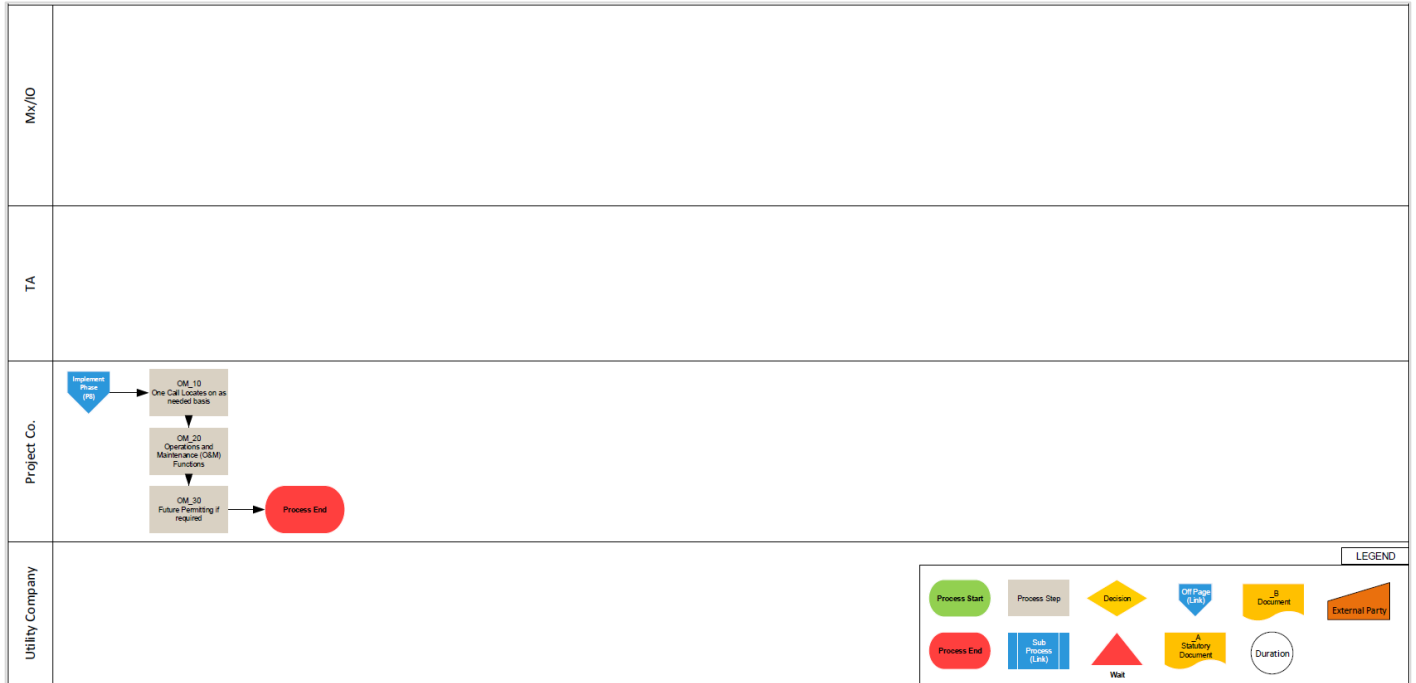 Mx/IO
TA
Project Co.
Implement
Phase
(P8)
OM_10
One Call Locates on as
needed basis
OM_20
Operations and
Maintenance (O&M)
Functions
OM_30
Future Permitting if
required
Process End
Utility Company
LEGEND
Process Start
Process Step
Decision
Off Page
(Link)
_B
Document
External Party
Process End
Sub
Process
(Link)
Wait
_A
Statutory
Document
Duration